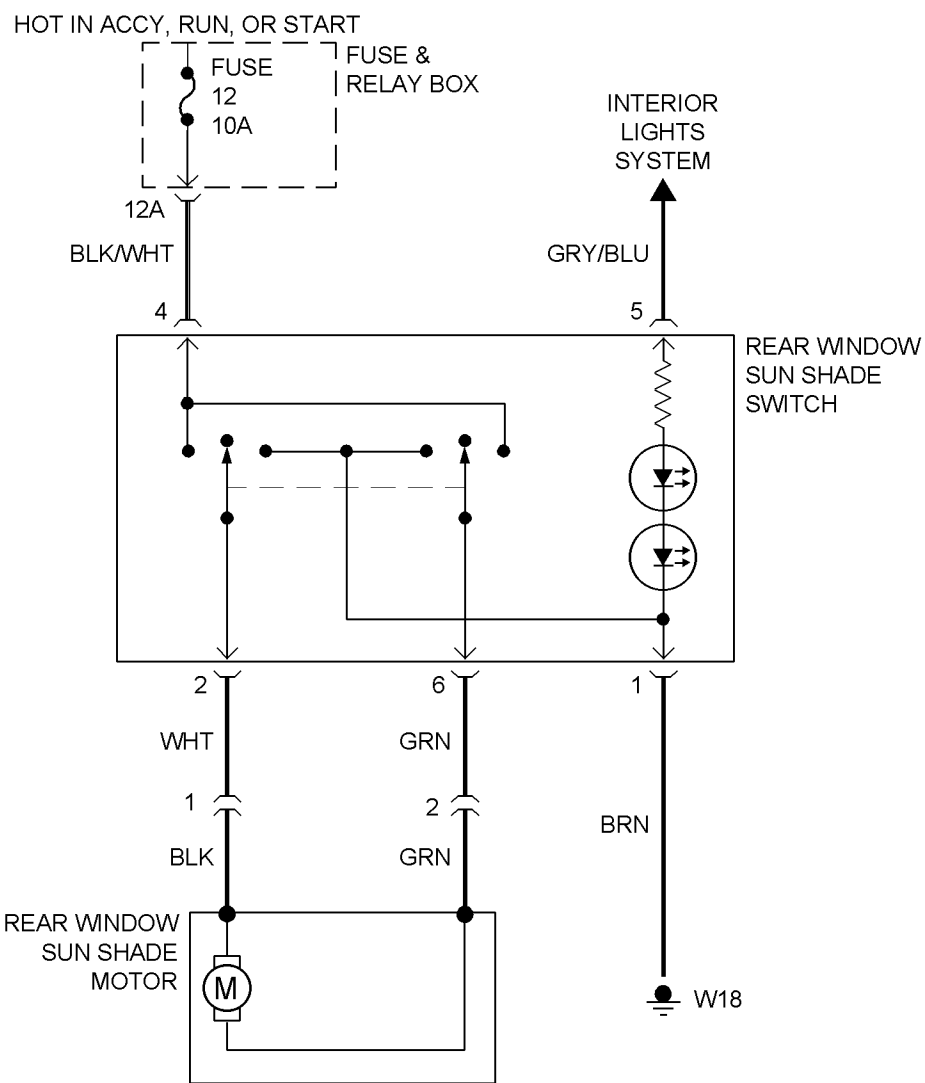 HOT IN ACCY, RUN, OR START
FUSE
12
10A
FUSE &
RELAY BOX
INTERIOR
LIGHTS
SYSTEM
12A
BLK/WHT
GRY/BLU
4
5
REAR WINDOW
SUN SHADE
SWITCH
2
6
1
WHT
GRN
1
2
BRN
BLK
GRN
REAR WINDOW
SUN SHADE
MOTOR
M
W18